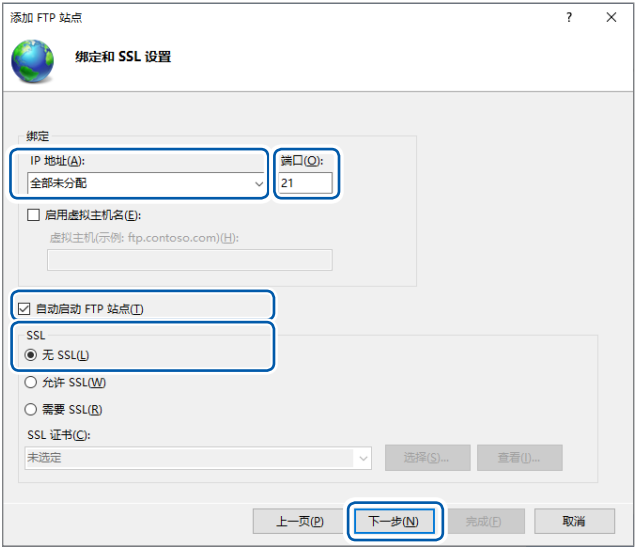 添加 FTP 站点
? ×
绑定和 SSL 设置
绑定
IP 地址(A): 端口(O):
全部未分配 21
启用虚拟主机名(E):
虚拟主机(示例: ftp.contoso.com)(H):
自动启动 FTP 站点(T)
SSL
无 SSL(L)
允许 SSL(W)
需要 SSL(R)
SSL 证书(C):
未选定 选择(S)... 查看(I)...
上一页(P) 下一步(N) 完成(F) 取消